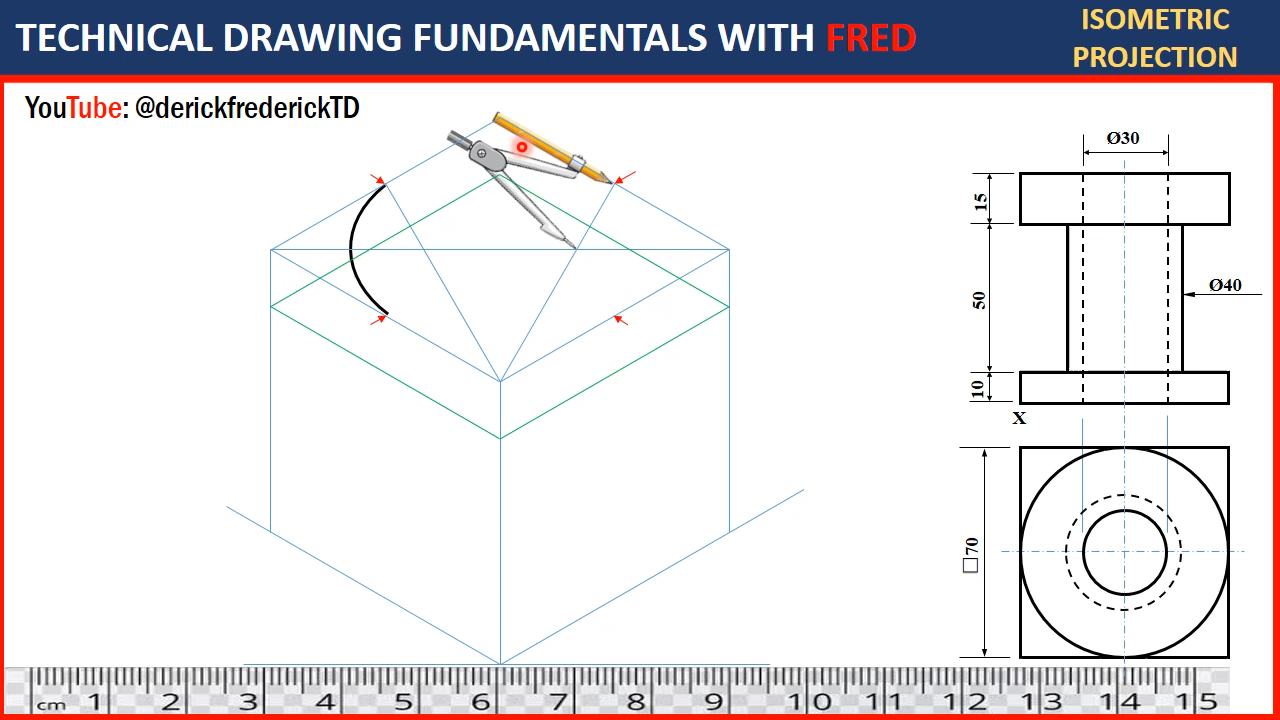 TECHNICAL DRAWING FUNDAMENTALS WITH FRED
ISOMETRIC
PROJECTION
YouTube: @derickfrederickTD
Ø30
15
50
Ø40
10
X
□70
cm 1 2 3 4 5 6 7 8 9 10 11 12 13 14 15